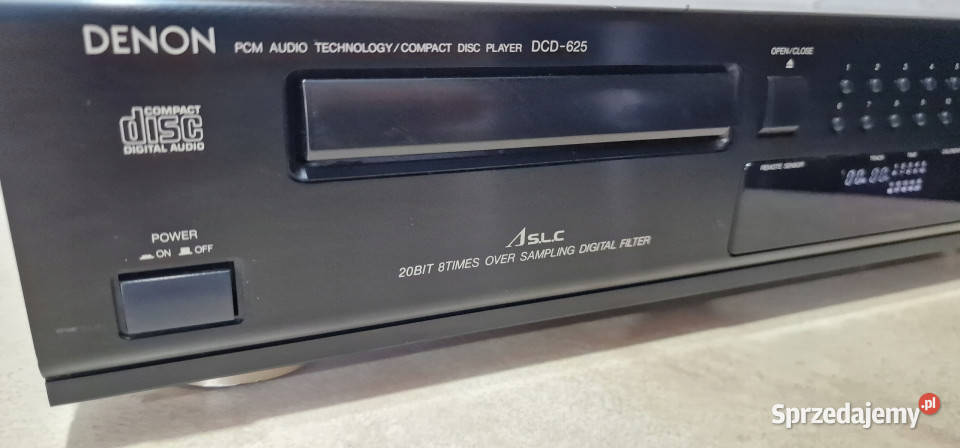 DENON PCM AUDIO TECHNOLOGY/COMPACT DISC PLAYER DCD-625
OPEN/CLOSE
1 2 3 4 5
6 7 8 9 10
COMPACT
disc
DIGITAL AUDIO
REMOTE SENSOR
TRACK
POWER
ON OFF
A S.L.C
20BIT 8TIMES OVER SAMPLING DIGITAL FILTER
Sprzedajemy.pl